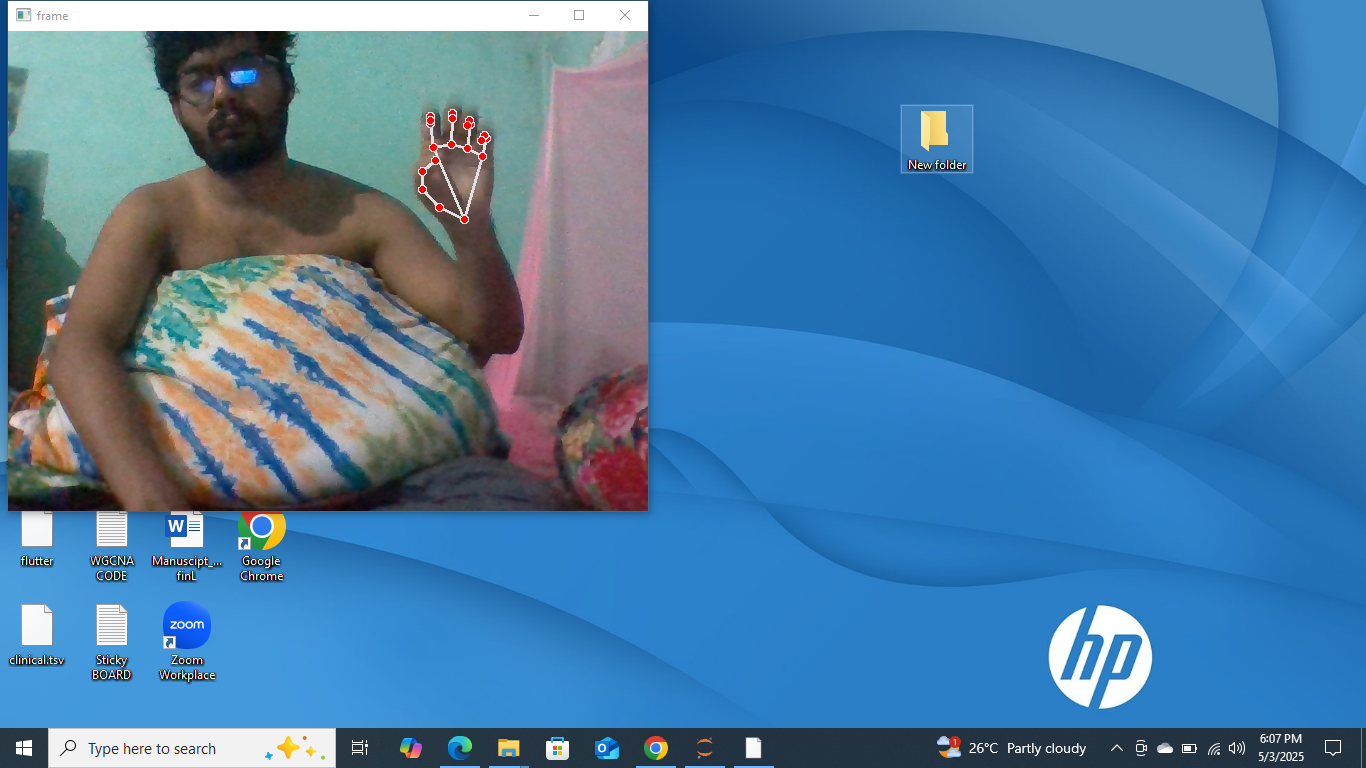 frame
New folder
flutter
WGCNA
CODE
Manuscipt_...
finL
Google
Chrome
clinical.tsv
Sticky
BOARD
zoom
Zoom
Workplace
hp
Type here to search
1
26°C Partly cloudy
6:07 PM
5/3/2025